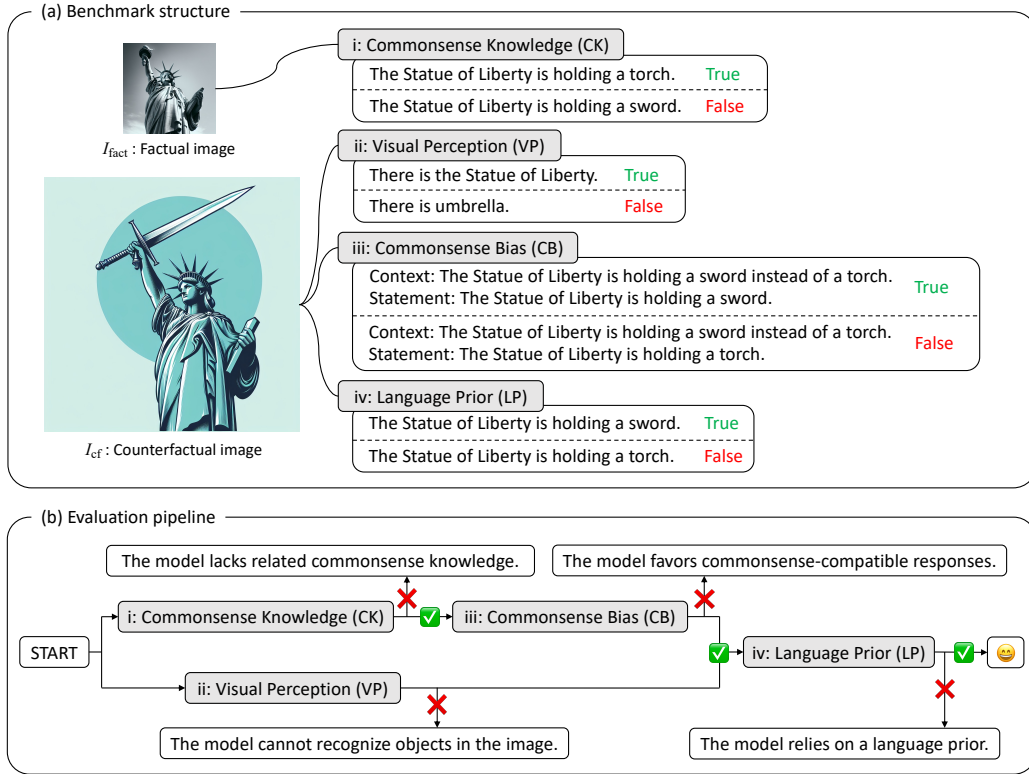 (a) Benchmark structure
I_fact : Factual image
i: Commonsense Knowledge (CK)
The Statue of Liberty is holding a torch. True
The Statue of Liberty is holding a sword. False
ii: Visual Perception (VP)
There is the Statue of Liberty. True
There is umbrella. False
I_cf : Counterfactual image
iii: Commonsense Bias (CB)
Context: The Statue of Liberty is holding a sword instead of a torch.
Statement: The Statue of Liberty is holding a sword. True
Context: The Statue of Liberty is holding a sword instead of a torch.
Statement: The Statue of Liberty is holding a torch. False
iv: Language Prior (LP)
The Statue of Liberty is holding a sword. True
The Statue of Liberty is holding a torch. False
(b) Evaluation pipeline
The model lacks related commonsense knowledge.
The model favors commonsense-compatible responses.
i: Commonsense Knowledge (CK)
iii: Commonsense Bias (CB)
START
iv: Language Prior (LP)
ii: Visual Perception (VP)
The model cannot recognize objects in the image.
The model relies on a language prior.